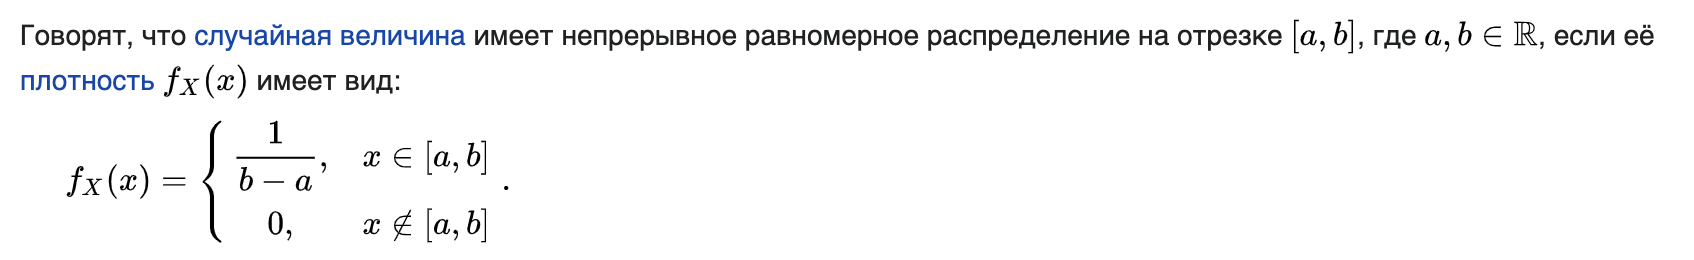 Говорят, что случайная величина имеет непрерывное равномерное распределение на отрезке [a, b], где a, b ∈ ℝ, если её
плотность f_X(x) имеет вид:
f_X(x) = { 1/(b − a), x ∈ [a, b]
0, x ∉ [a, b] .